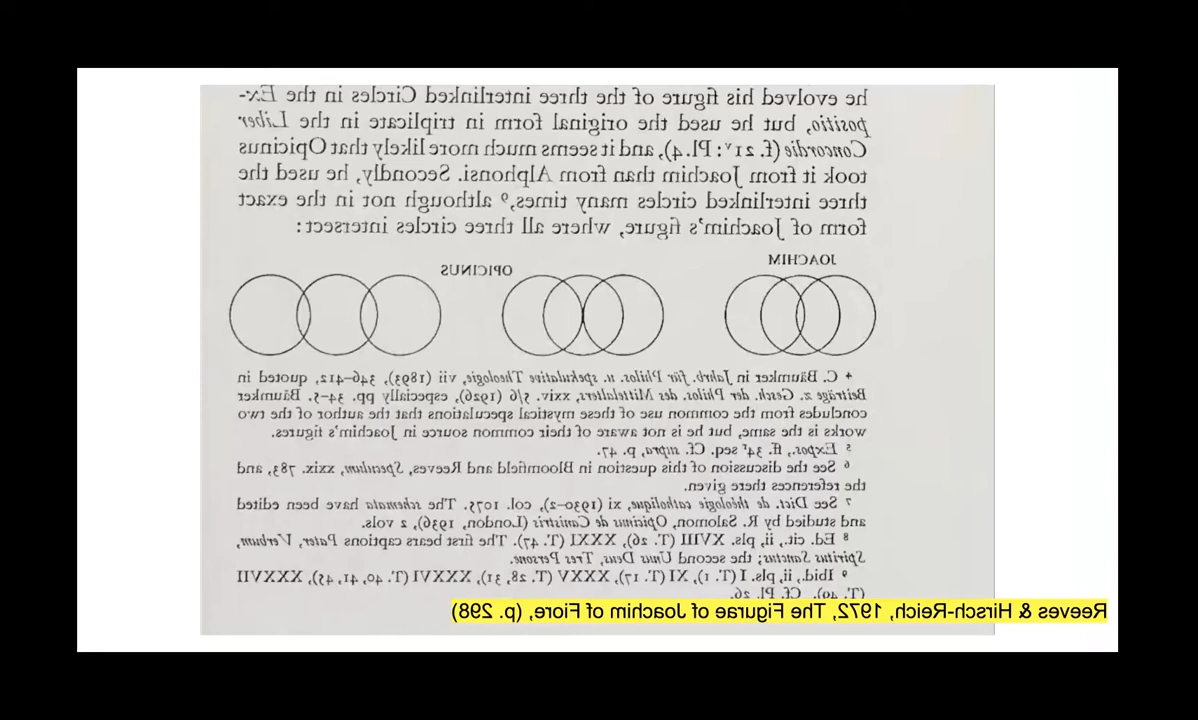 he evolved his figure of the three interlinked Circles in the Ex-
positio, but he used the original form in triplicate in the Liber
Concordie (f. 21ᵛ: Pl. 4), and it seems much more likely that Opicinus
took it from Joachim than from Alphonsi. Secondly, he used the
three interlinked circles many times,⁹ although not in the exact
form of Joachim's figure, where all three circles intersect:
JOACHIM
OPICINUS
⁴ C. Bäumker in Jahrb. für Philos. u. spekulative Theologie, vii (1893), 346–412, quoted in
Beiträge z. Gesch. der Philos. des Mittelalters, xxiv. 5/6 (1926), especially pp. 34–5. Bäumker
concludes from the common use of these mystical speculations that the author of the two
works is the same, but he is not aware of their common source in Joachim's figures.
⁵ Expos., ff. 34ʳ seq. Cf. supra, p. 47.
⁶ See the discussion of this question in Bloomfield and Reeves, Speculum, xxix. 783, and
the references there given.
⁷ See Dict. de théologie catholique, xi (1930–2), col. 1075. The schemata have been edited
and studied by R. Salomon, Opicinus de Canistris (London, 1936), 2 vols.
⁸ Ed. cit., ii, pls. XVIII (T. 26), XXXI (T. 47). The first bears captions Pater, Verbum,
Spiritus Sanctus; the second Unus Deus, Tres Persone.
⁹ Ibid., ii, pls. I (T. 1), XI (T. 17), XXXV (T. 28, 31), XXXVI (T. 40, 41, 45), XXXVII
(T. 49). Cf. Pl. 26.
Reeves & Hirsch-Reich, 1972, The Figurae of Joachim of Fiore, (p. 298)